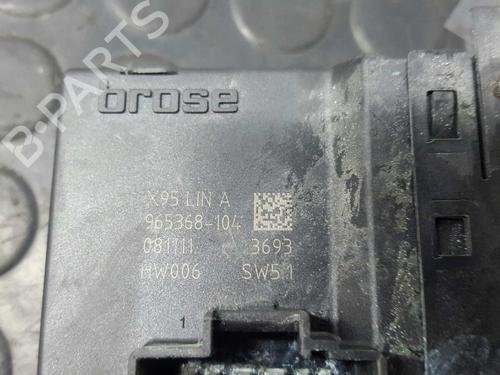 B-PARTS
brose
X95 LIN A
965368-104
081111 3693
HW006 SW5.1
1